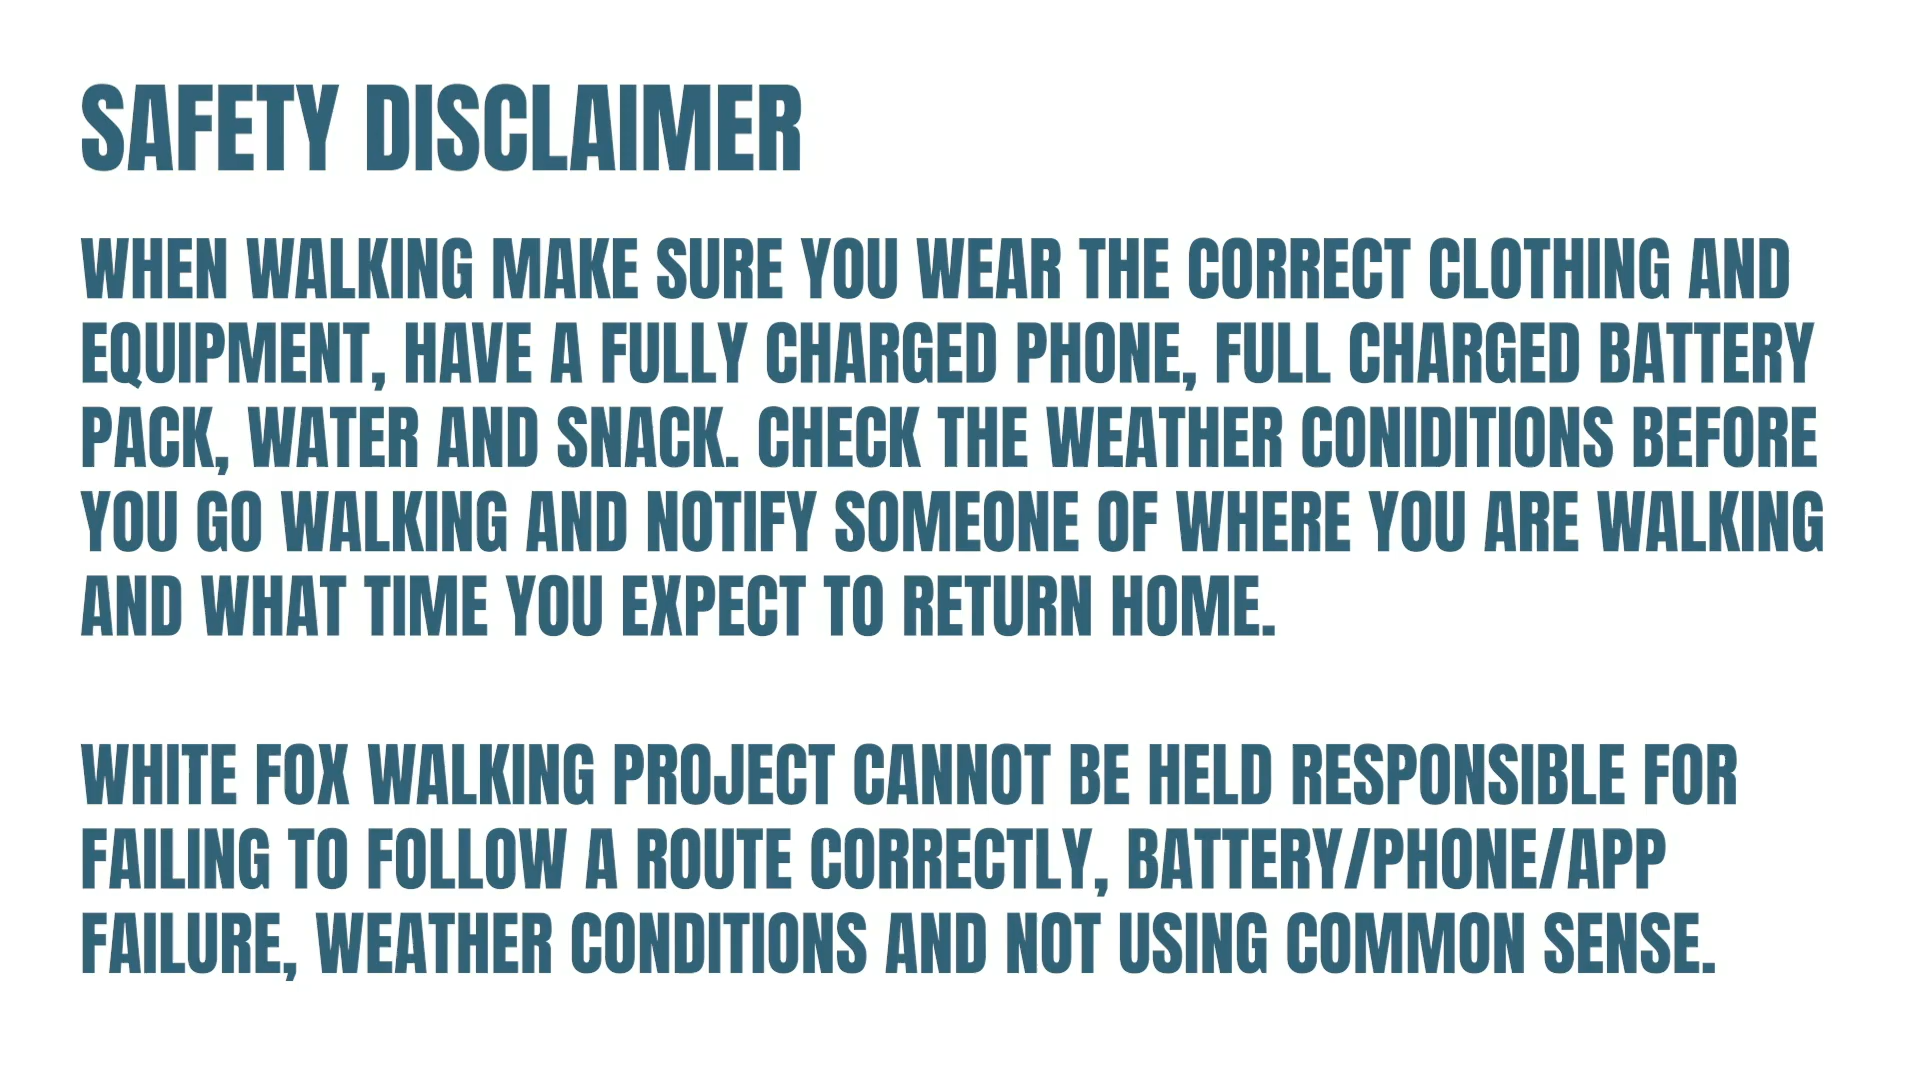 SAFETY DISCLAIMER
WHEN WALKING MAKE SURE YOU WEAR THE CORRECT CLOTHING AND
EQUIPMENT, HAVE A FULLY CHARGED PHONE, FULL CHARGED BATTERY
PACK, WATER AND SNACK. CHECK THE WEATHER CONIDITIONS BEFORE
YOU GO WALKING AND NOTIFY SOMEONE OF WHERE YOU ARE WALKING
AND WHAT TIME YOU EXPECT TO RETURN HOME.
WHITE FOX WALKING PROJECT CANNOT BE HELD RESPONSIBLE FOR
FAILING TO FOLLOW A ROUTE CORRECTLY, BATTERY/PHONE/APP
FAILURE, WEATHER CONDITIONS AND NOT USING COMMON SENSE.